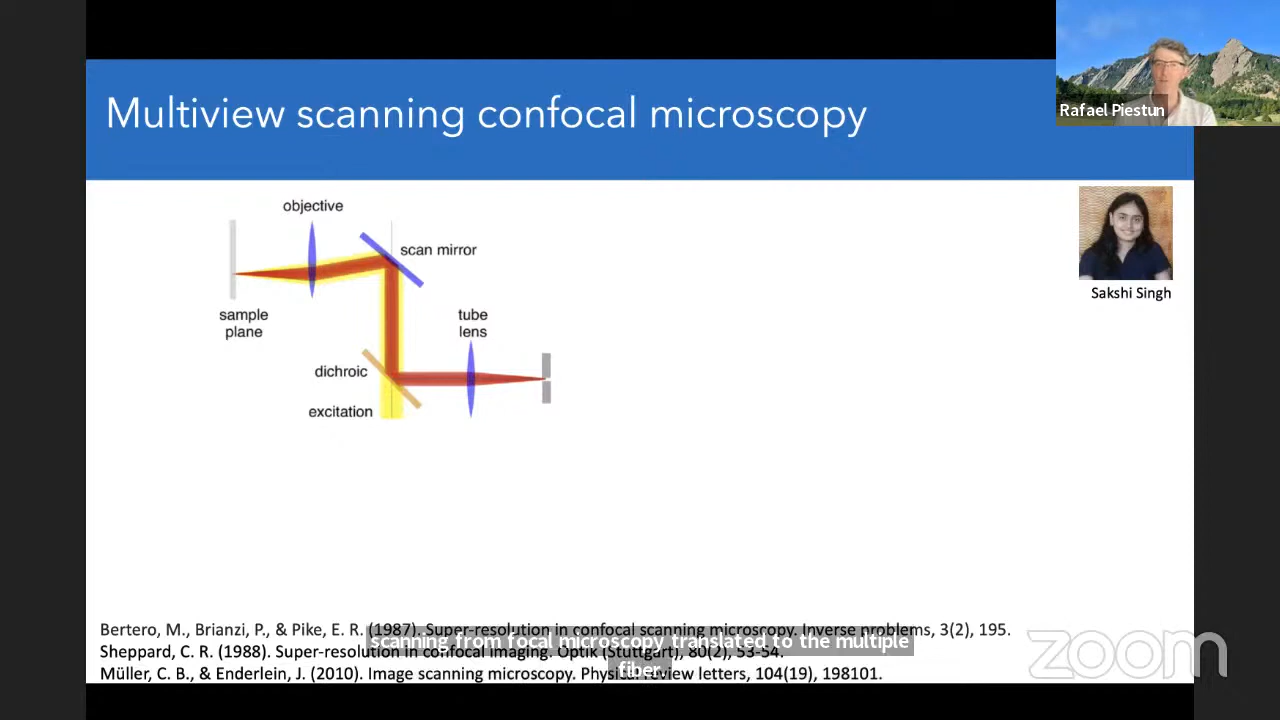 Multiview scanning confocal microscopy
Rafael Piestun
objective
scan mirror
sample
plane
tube
lens
dichroic
excitation
Sakshi Singh
Bertero, M., Brianzi, P., & Pike, E. R. (1987). Super-resolution in confocal scanning microscopy. Inverse problems, 3(2), 195.
scanning from focal microscopy translated to the multiple
Sheppard, C. R. (1988). Super-resolution in confocal imaging. Optik (Stuttgart), 80(2), 53-54.
fiber
Müller, C. B., & Enderlein, J. (2010). Image scanning microscopy. Physical review letters, 104(19), 198101.
zoom